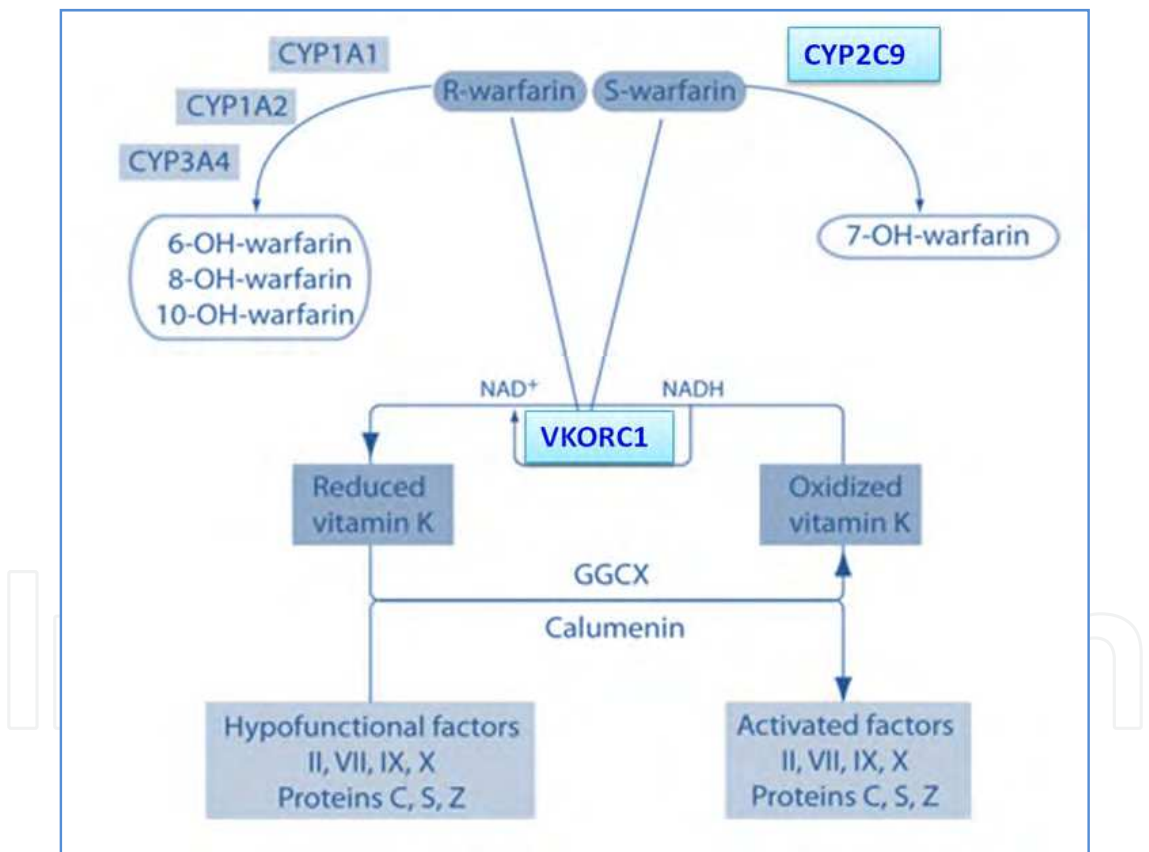 CYP1A1
CYP1A2
CYP3A4
R-warfarin
S-warfarin
CYP2C9
6-OH-warfarin
8-OH-warfarin
10-OH-warfarin
7-OH-warfarin
NAD+
NADH
VKORC1
Reduced
vitamin K
Oxidized
vitamin K
GGCX
Calumenin
Hypofunctional factors
II, VII, IX, X
Proteins C, S, Z
Activated factors
II, VII, IX, X
Proteins C, S, Z